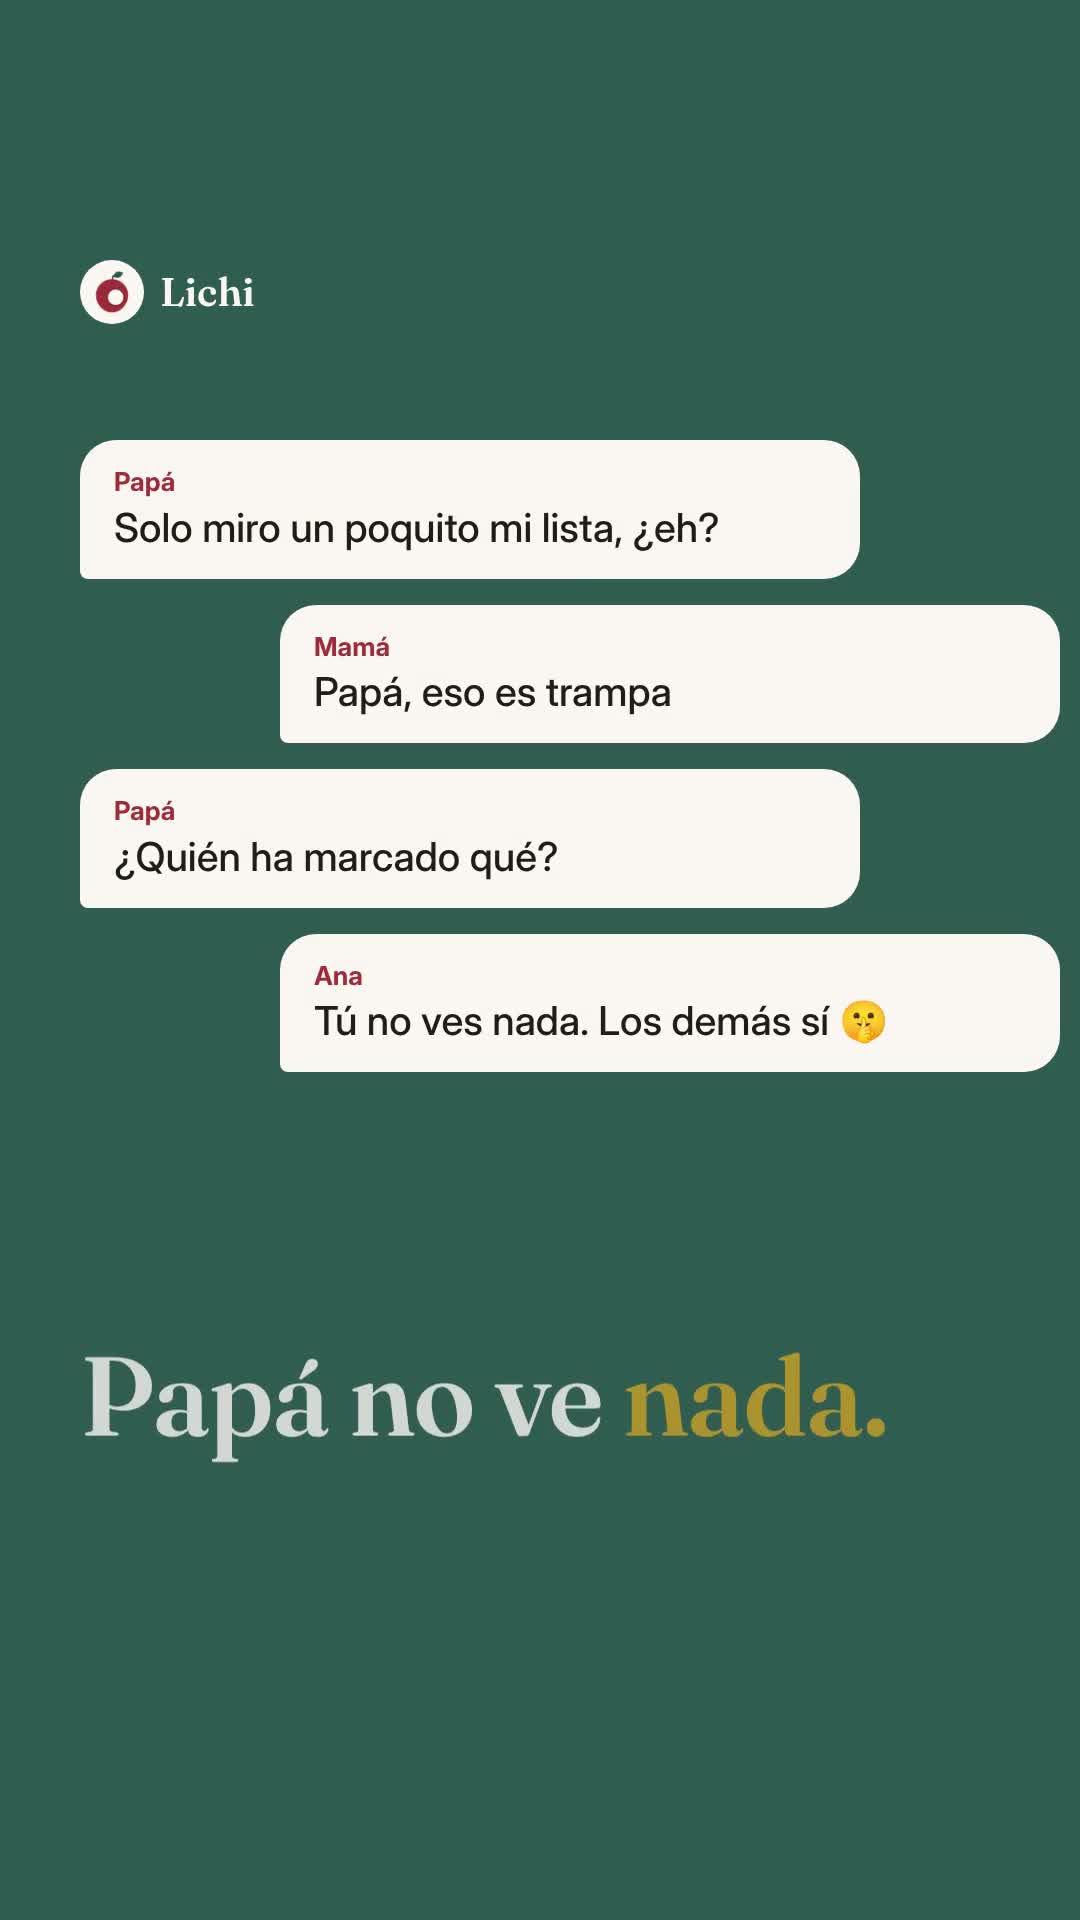 Lichi
Papá
Solo miro un poquito mi lista, ¿eh?
Mamá
Papá, eso es trampa
Papá
¿Quién ha marcado qué?
Ana
Tú no ves nada. Los demás sí 🤫
Papá no ve nada.